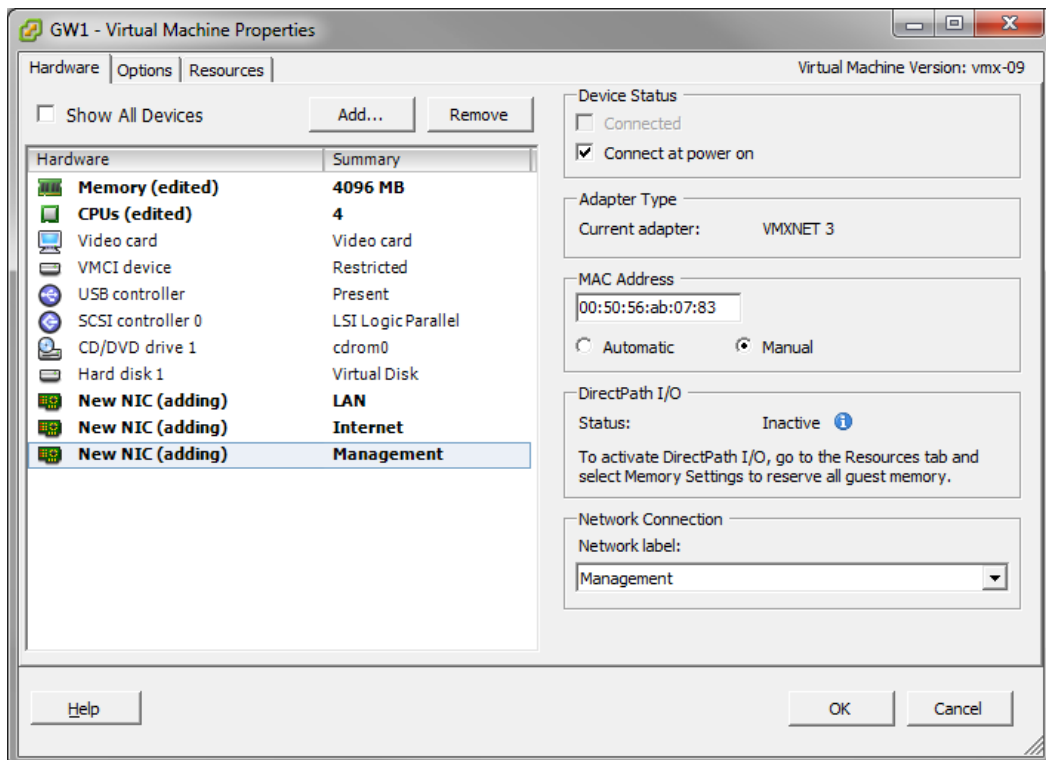 GW1 - Virtual Machine Properties
Hardware Options Resources Virtual Machine Version: vmx-09
Show All Devices Add... Remove
Hardware Summary
Memory (edited) 4096 MB
CPUs (edited) 4
Video card Video card
VMCI device Restricted
USB controller Present
SCSI controller 0 LSI Logic Parallel
CD/DVD drive 1 cdrom0
Hard disk 1 Virtual Disk
New NIC (adding) LAN
New NIC (adding) Internet
New NIC (adding) Management
Device Status
Connected
Connect at power on
Adapter Type
Current adapter: VMXNET 3
MAC Address
00:50:56:ab:07:83
Automatic Manual
DirectPath I/O
Status: Inactive
To activate DirectPath I/O, go to the Resources tab and
select Memory Settings to reserve all guest memory.
Network Connection
Network label:
Management
Help OK Cancel